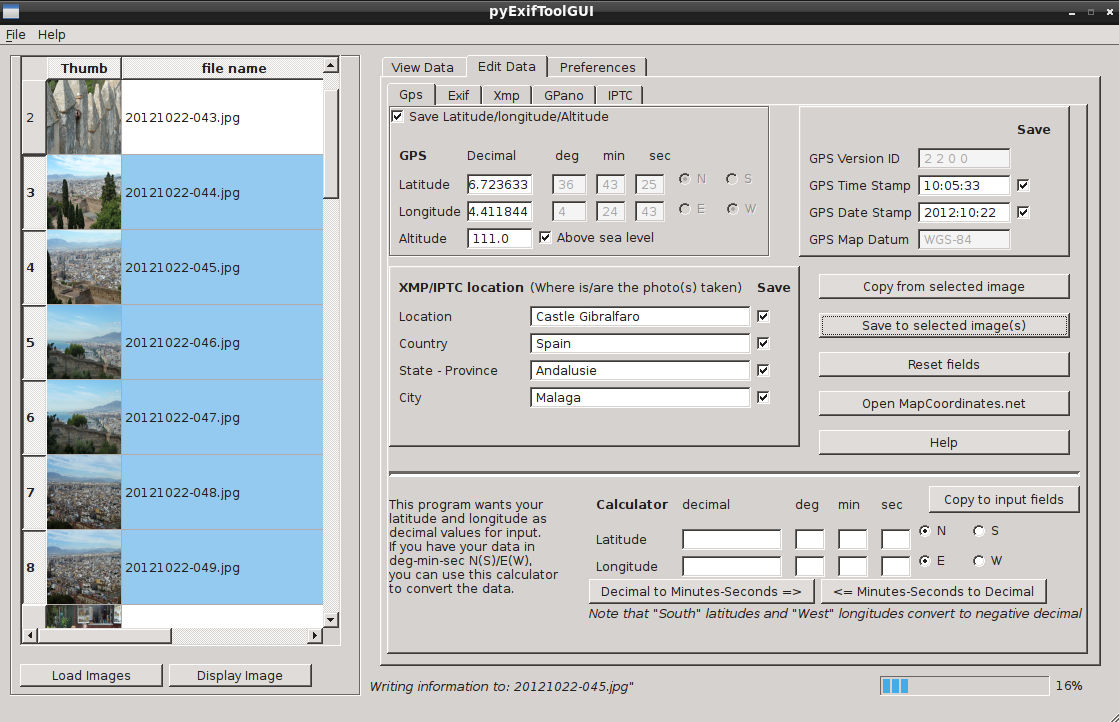 pyExifToolGUI
File Help
Thumb file name
2 20121022-043.jpg
3 20121022-044.jpg
4 20121022-045.jpg
5 20121022-046.jpg
6 20121022-047.jpg
7 20121022-048.jpg
8 20121022-049.jpg
Load Images Display Image
View Data Edit Data Preferences
Gps Exif Xmp GPano IPTC
Save Latitude/longitude/Altitude
GPS Decimal deg min sec
Latitude 6.723633 36 43 25 N S
Longitude 4.411844 4 24 43 E W
Altitude 111.0 Above sea level
Save
GPS Version ID 2 2 0 0
GPS Time Stamp 10:05:33
GPS Date Stamp 2012:10:22
GPS Map Datum WGS-84
XMP/IPTC location (Where is/are the photo(s) taken) Save
Location Castle Gibralfaro
Country Spain
State - Province Andalusie
City Malaga
Copy from selected image
Save to selected image(s)
Reset fields
Open MapCoordinates.net
Help
This program wants your
latitude and longitude as
decimal values for input.
If you have your data in
deg-min-sec N(S)/E(W),
you can use this calculator
to convert the data.
Calculator decimal deg min sec Copy to input fields
Latitude N S
Longitude E W
Decimal to Minutes-Seconds => <= Minutes-Seconds to Decimal
Note that "South" latitudes and "West" longitudes convert to negative decimal
Writing information to: 20121022-045.jpg" 16%